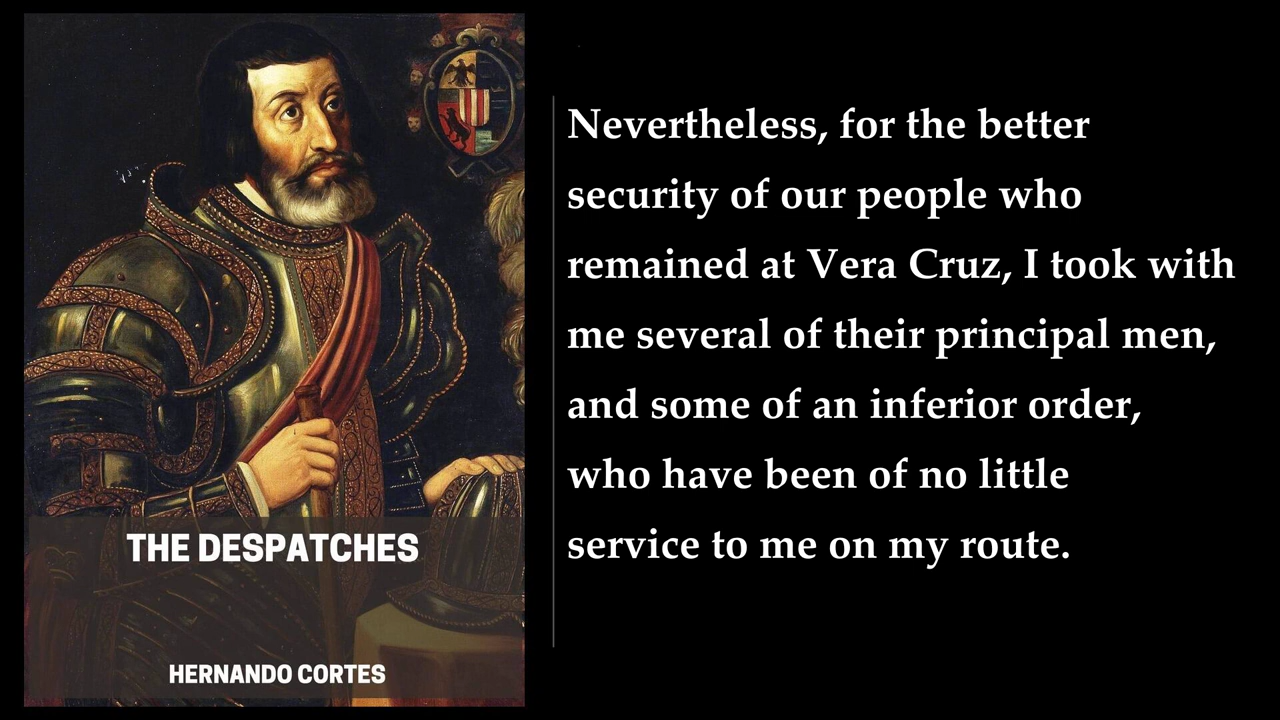 THE DESPATCHES
HERNANDO CORTES
Nevertheless, for the better
security of our people who
remained at Vera Cruz, I took with
me several of their principal men,
and some of an inferior order,
who have been of no little
service to me on my route.